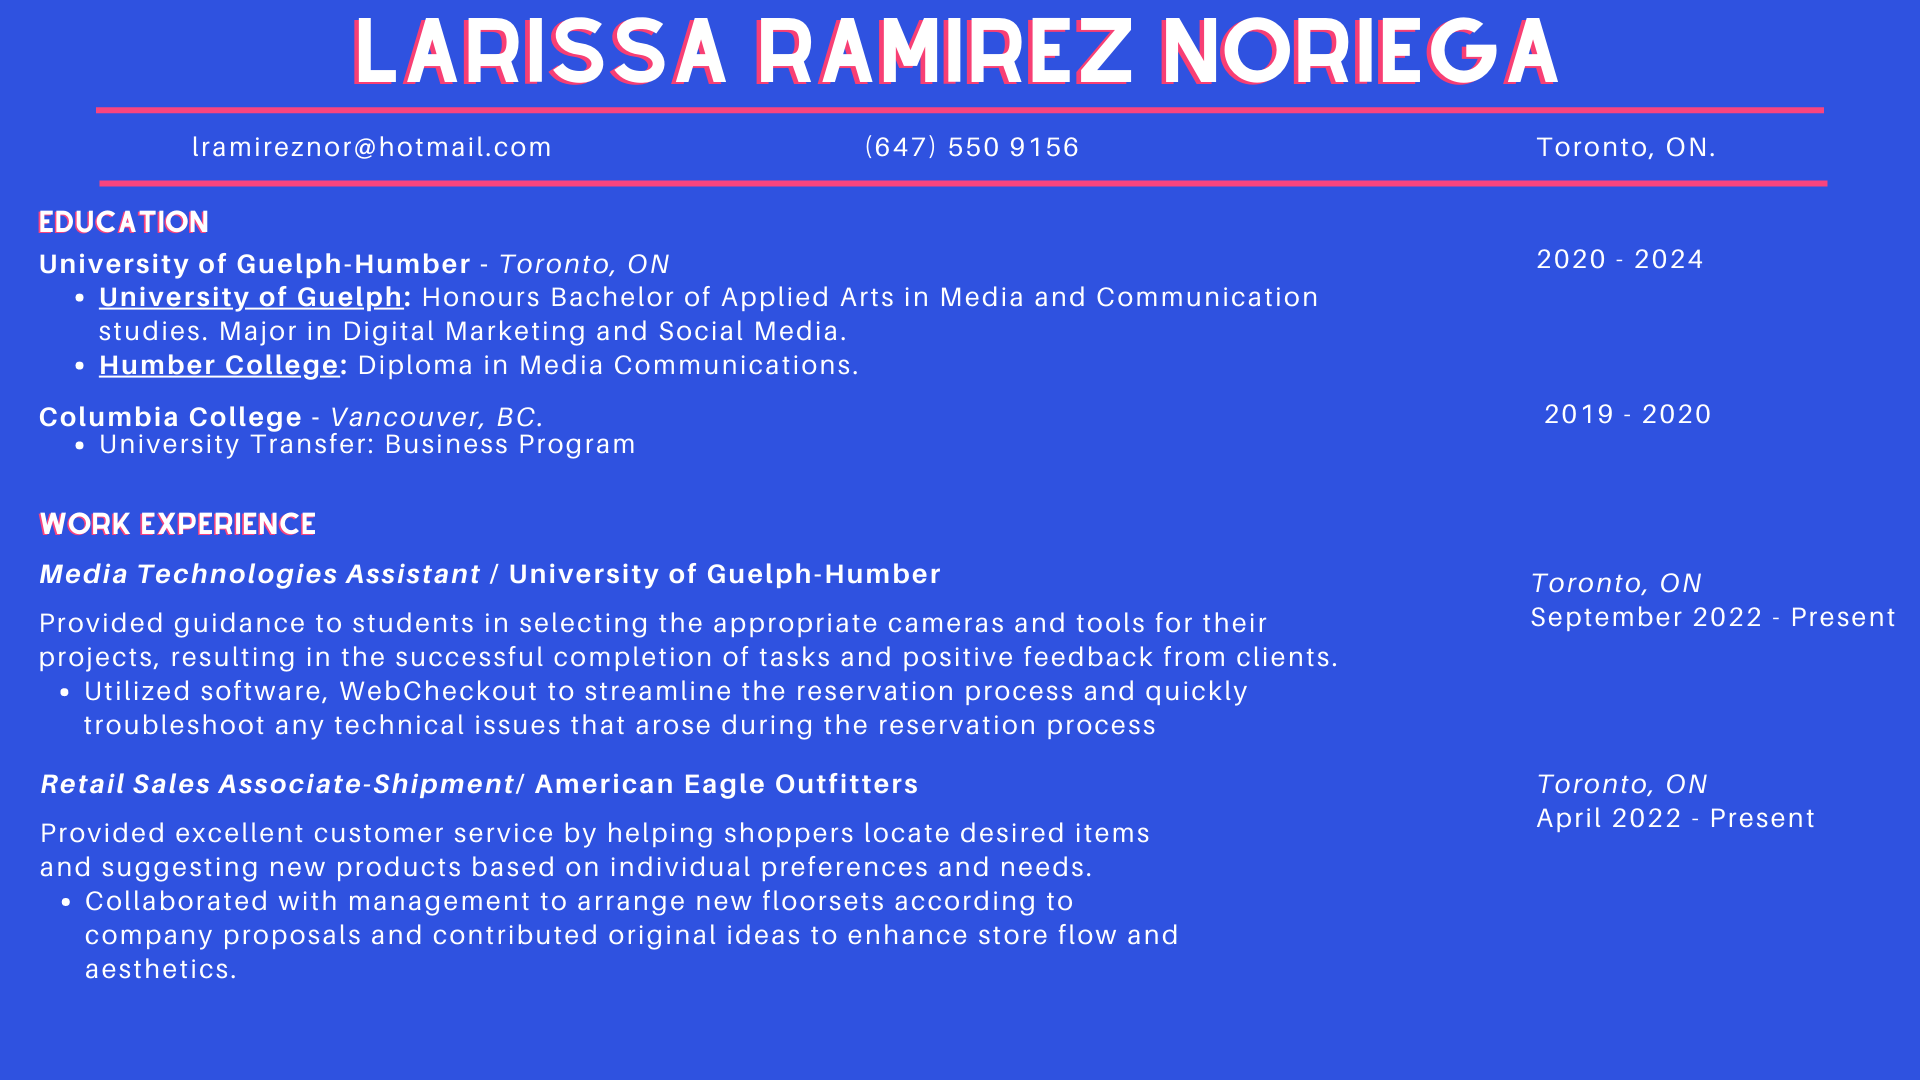 LARISSA RAMIREZ NORIEGA
lramireznor@hotmail.com (647) 550 9156 Toronto, ON.
EDUCATION
University of Guelph-Humber - Toronto, ON 2020 - 2024
• University of Guelph: Honours Bachelor of Applied Arts in Media and Communication
studies. Major in Digital Marketing and Social Media.
• Humber College: Diploma in Media Communications.
Columbia College - Vancouver, BC. 2019 - 2020
• University Transfer: Business Program
WORK EXPERIENCE
Media Technologies Assistant / University of Guelph-Humber
Toronto, ON
September 2022 - Present
Provided guidance to students in selecting the appropriate cameras and tools for their
projects, resulting in the successful completion of tasks and positive feedback from clients.
• Utilized software, WebCheckout to streamline the reservation process and quickly
troubleshoot any technical issues that arose during the reservation process
Retail Sales Associate-Shipment/ American Eagle Outfitters
Toronto, ON
April 2022 - Present
Provided excellent customer service by helping shoppers locate desired items
and suggesting new products based on individual preferences and needs.
• Collaborated with management to arrange new floorsets according to
company proposals and contributed original ideas to enhance store flow and
aesthetics.